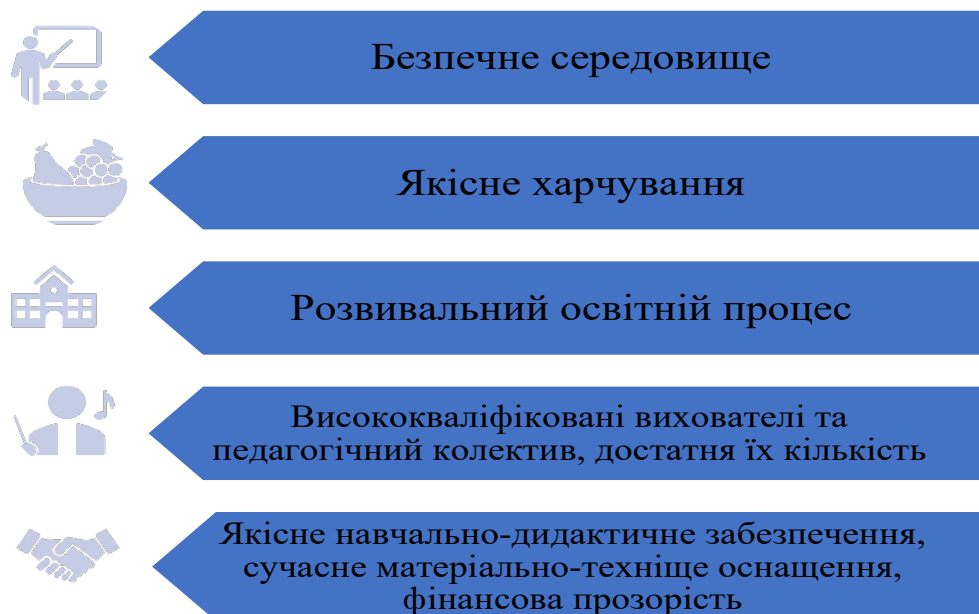 Безпечне середовище
Якісне харчування
Розвивальний освітній процес
Висококваліфіковані вихователі та
педагогічний колектив, достатня їх кількість
Якісне навчально-дидактичне забезпечення,
сучасне матеріально-техніще оснащення,
фінансова прозорість